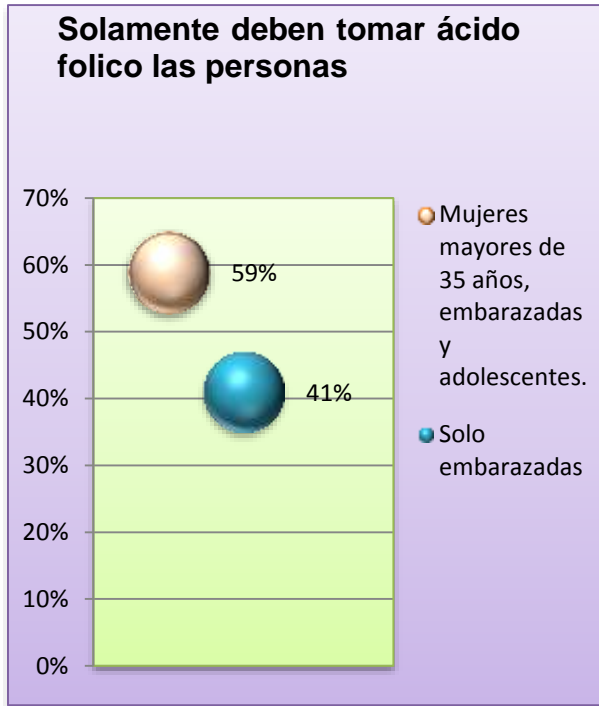 Solamente deben tomar ácido
folico las personas
70%
60%
50%
40%
30%
20%
10%
0%
59%
41%
Mujeres
mayores de
35 años,
embarazadas
y
adolescentes.
Solo
embarazadas